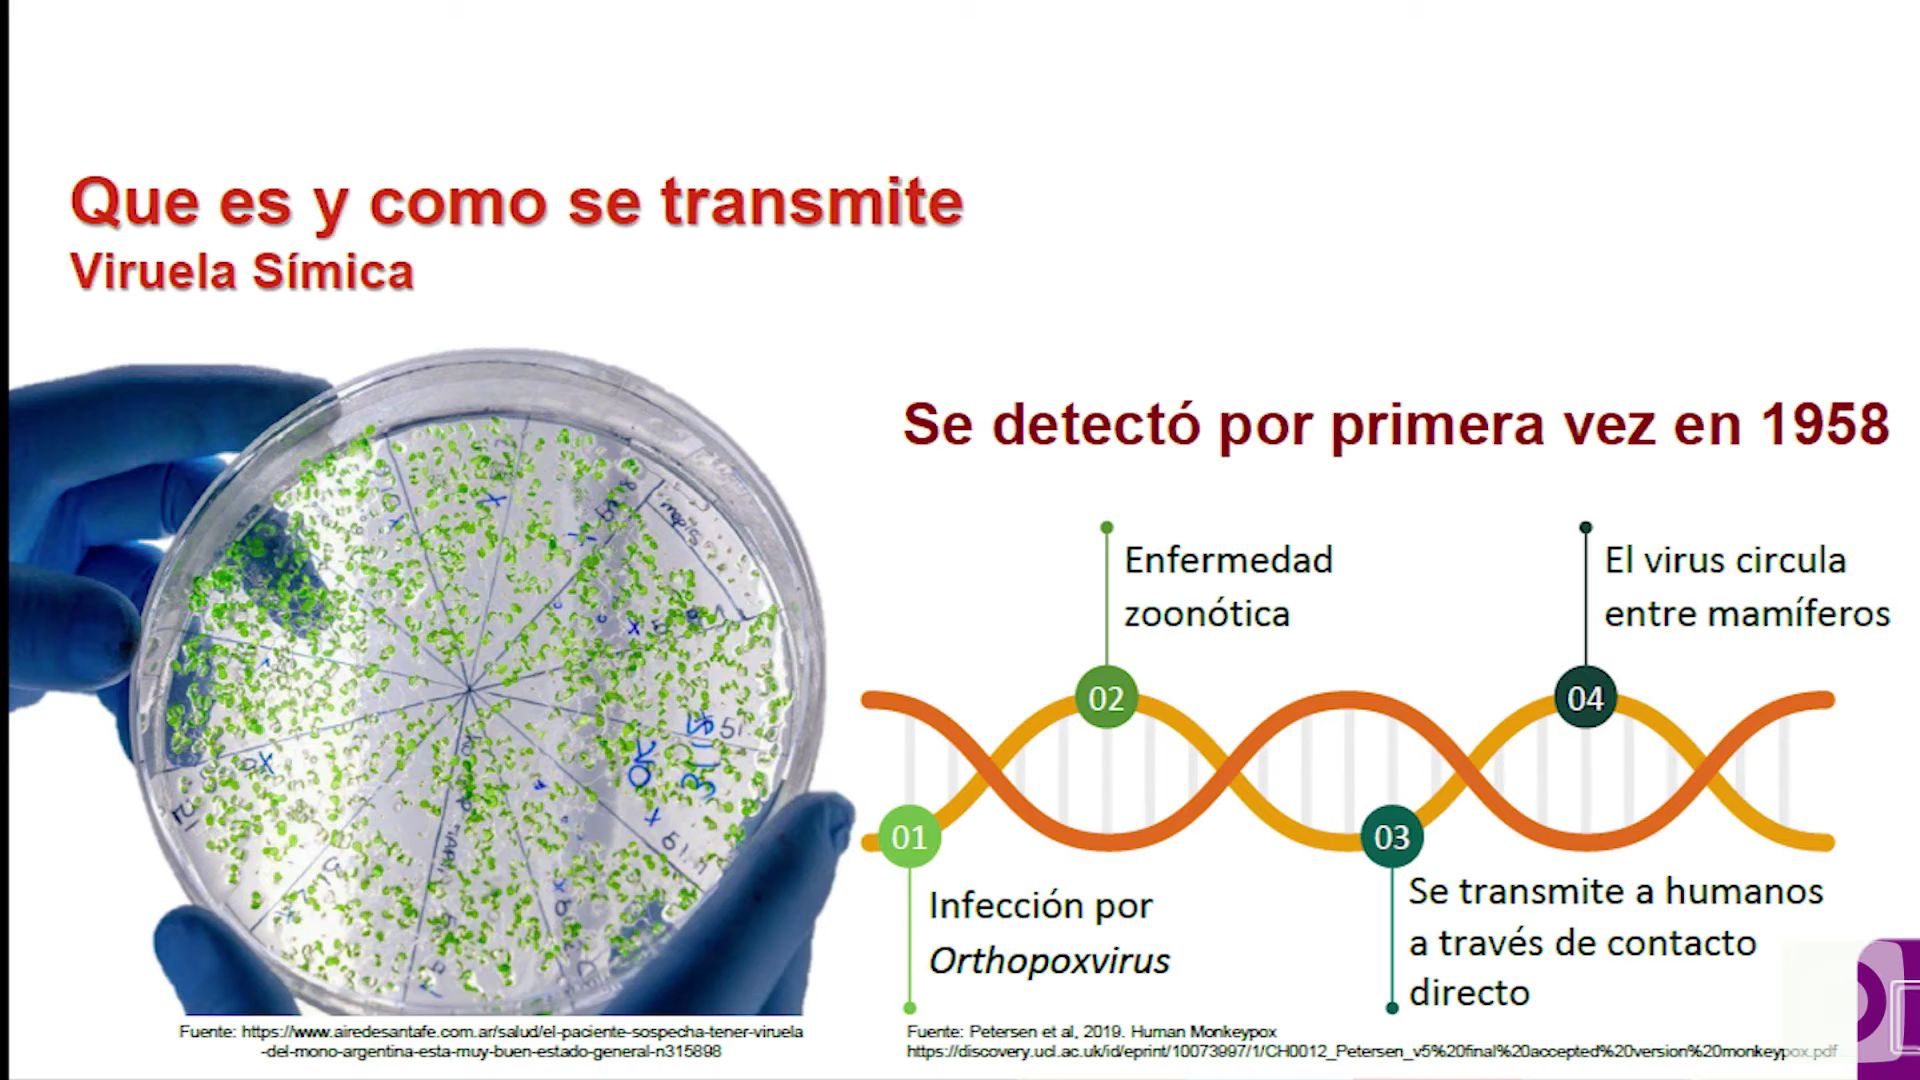 Que es y como se transmite
Viruela Símica
Se detectó por primera vez en 1958
Enfermedad
zoonótica
El virus circula
entre mamíferos
02
04
01
03
Infección por
Orthopoxvirus
Se transmite a humanos
a través de contacto
directo
OK
Fuente: https://www.airedesantafe.com.ar/salud/el-paciente-sospecha-tener-viruela
-del-mono-argentina-esta-muy-buen-estado-general-n315898
Fuente: Petersen et al, 2019. Human Monkeypox
https://discovery.ucl.ac.uk/id/eprint/10073997/1/CH0012_Petersen_v5%20final%20accepted%20version%20monkeypox.pdf